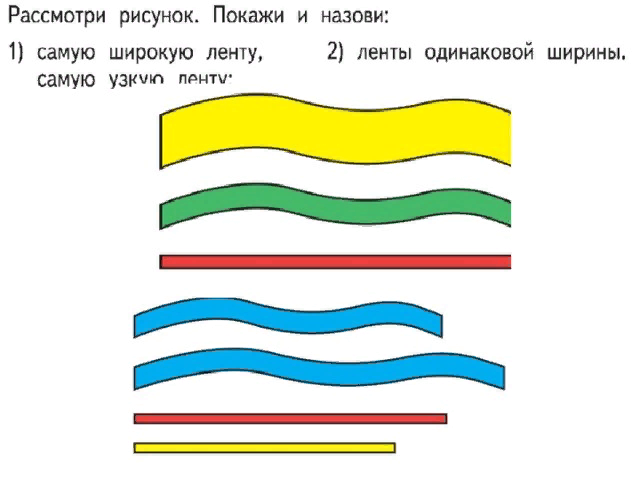 Рассмотри рисунок. Покажи и назови:
1) самую широкую ленту, 2) ленты одинаковой ширины.
самую узкую ленту;